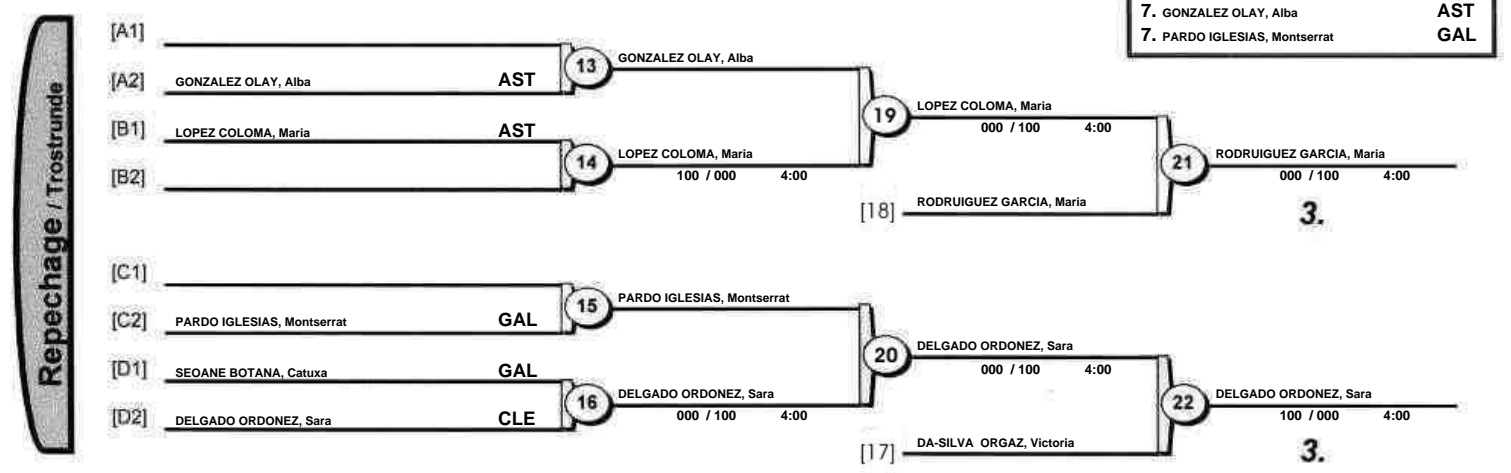 7. GONZALEZ OLAY, Alba AST
7. PARDO IGLESIAS, Montserrat GAL
Repechage / Trostrunde
[A1]
13 GONZALEZ OLAY, Alba
[A2] GONZALEZ OLAY, Alba AST
19 LOPEZ COLOMA, Maria
000 / 100 4:00
[B1] LOPEZ COLOMA, Maria AST
14 LOPEZ COLOMA, Maria
100 / 000 4:00
[B2]
21 RODRUIGUEZ GARCIA, Maria
000 / 100 4:00
[18] RODRUIGUEZ GARCIA, Maria
3.
[C1]
15 PARDO IGLESIAS, Montserrat
[C2] PARDO IGLESIAS, Montserrat GAL
20 DELGADO ORDONEZ, Sara
000 / 100 4:00
[D1] SEOANE BOTANA, Catuxa GAL
16 DELGADO ORDONEZ, Sara
000 / 100 4:00
[D2] DELGADO ORDONEZ, Sara CLE
22 DELGADO ORDONEZ, Sara
100 / 000 4:00
[17] DA-SILVA ORGAZ, Victoria
3.